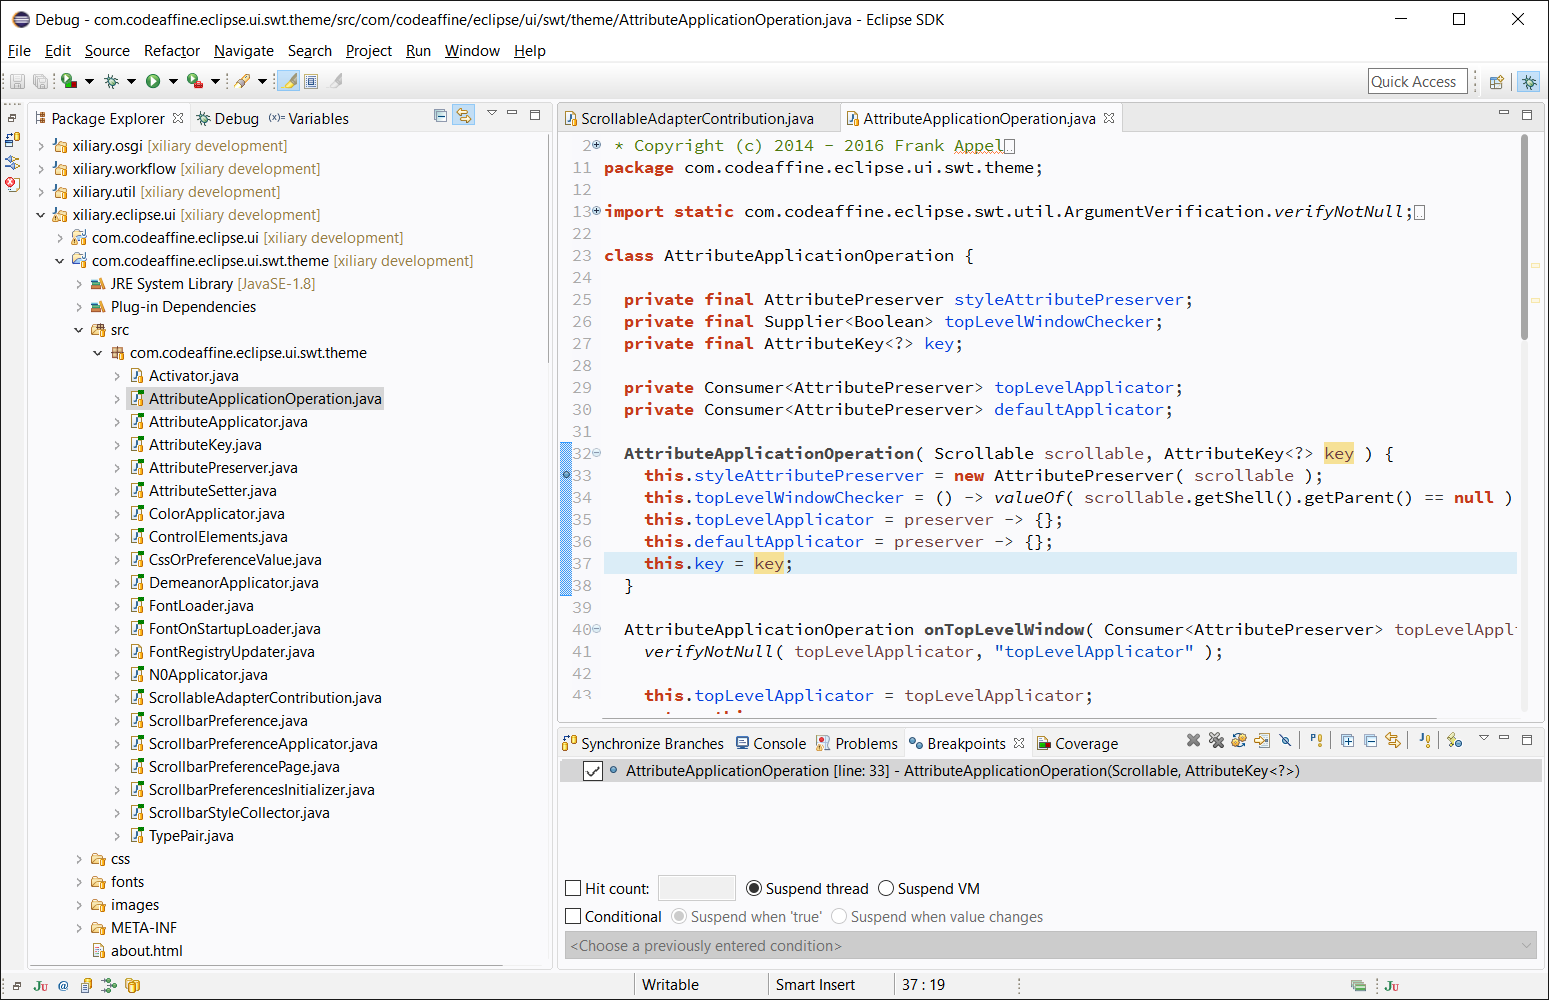 Debug - com.codeaffine.eclipse.ui.swt.theme/src/com/codeaffine/eclipse/ui/swt/theme/AttributeApplicationOperation.java - Eclipse SDK
File Edit Source Refactor Navigate Search Project Run Window Help
Quick Access
Package Explorer Debug (x)= Variables
xiliary.osgi [xiliary development]
xiliary.workflow [xiliary development]
xiliary.util [xiliary development]
xiliary.eclipse.ui [xiliary development]
com.codeaffine.eclipse.ui [xiliary development]
com.codeaffine.eclipse.ui.swt.theme [xiliary development]
JRE System Library [JavaSE-1.8]
Plug-in Dependencies
src
com.codeaffine.eclipse.ui.swt.theme
Activator.java
AttributeApplicationOperation.java
AttributeApplicator.java
AttributeKey.java
AttributePreserver.java
AttributeSetter.java
ColorApplicator.java
ControlElements.java
CssOrPreferenceValue.java
DemeanorApplicator.java
FontLoader.java
FontOnStartupLoader.java
FontRegistryUpdater.java
N0Applicator.java
ScrollableAdapterContribution.java
ScrollbarPreference.java
ScrollbarPreferenceApplicator.java
ScrollbarPreferencePage.java
ScrollbarPreferencesInitializer.java
ScrollbarStyleCollector.java
TypePair.java
css
fonts
images
META-INF
about.html
ScrollableAdapterContribution.java AttributeApplicationOperation.java
2 * Copyright (c) 2014 - 2016 Frank Appel
11 package com.codeaffine.eclipse.ui.swt.theme;
12
13 import static com.codeaffine.eclipse.swt.util.ArgumentVerification.verifyNotNull;
22
23 class AttributeApplicationOperation {
24
25 private final AttributePreserver styleAttributePreserver;
26 private final Supplier<Boolean> topLevelWindowChecker;
27 private final AttributeKey<?> key;
28
29 private Consumer<AttributePreserver> topLevelApplicator;
30 private Consumer<AttributePreserver> defaultApplicator;
31
32 AttributeApplicationOperation( Scrollable scrollable, AttributeKey<?> key ) {
33 this.styleAttributePreserver = new AttributePreserver( scrollable );
34 this.topLevelWindowChecker = () -> valueOf( scrollable.getShell().getParent() == null )
35 this.topLevelApplicator = preserver -> {};
36 this.defaultApplicator = preserver -> {};
37 this.key = key;
38 }
39
40 AttributeApplicationOperation onTopLevelWindow( Consumer<AttributePreserver> topLevelAppl
41 verifyNotNull( topLevelApplicator, "topLevelApplicator" );
42
43 this.topLevelApplicator = topLevelApplicator;
Synchronize Branches Console Problems Breakpoints Coverage
AttributeApplicationOperation [line: 33] - AttributeApplicationOperation(Scrollable, AttributeKey<?>)
Hit count: Suspend thread Suspend VM
Conditional Suspend when 'true' Suspend when value changes
<Choose a previously entered condition>
Ju @ Writable Smart Insert 37 : 19 Ju